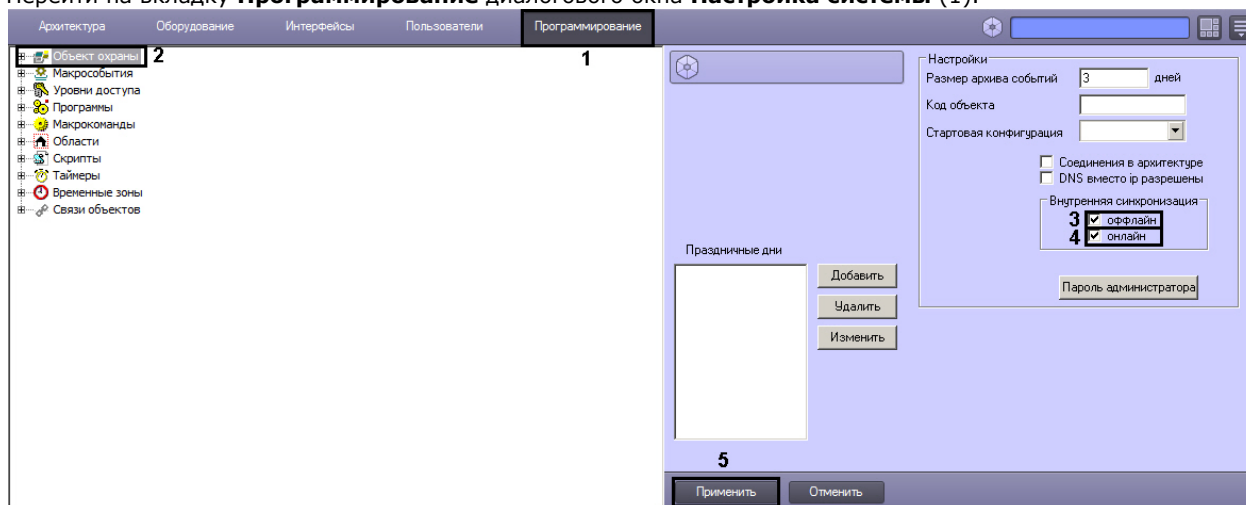 Перейти на вкладку Программирование диалогового окна Настройка системы (1).
Архитектура Оборудование Интерфейсы Пользователи Программирование
1
Объект охраны 2
Макрособытия
Уровни доступа
Программы
Макрокоманды
Области
Скрипты
Таймеры
Временные зоны
Связи объектов
Настройки
Размер архива событий 3 дней
Код объекта
Стартовая конфигурация
Соединения в архитектуре
DNS вместо ip разрешены
Внутренняя синхронизация
3 оффлайн
4 онлайн
Пароль администратора
Праздничные дни
Добавить
Удалить
Изменить
5
Применить Отменить